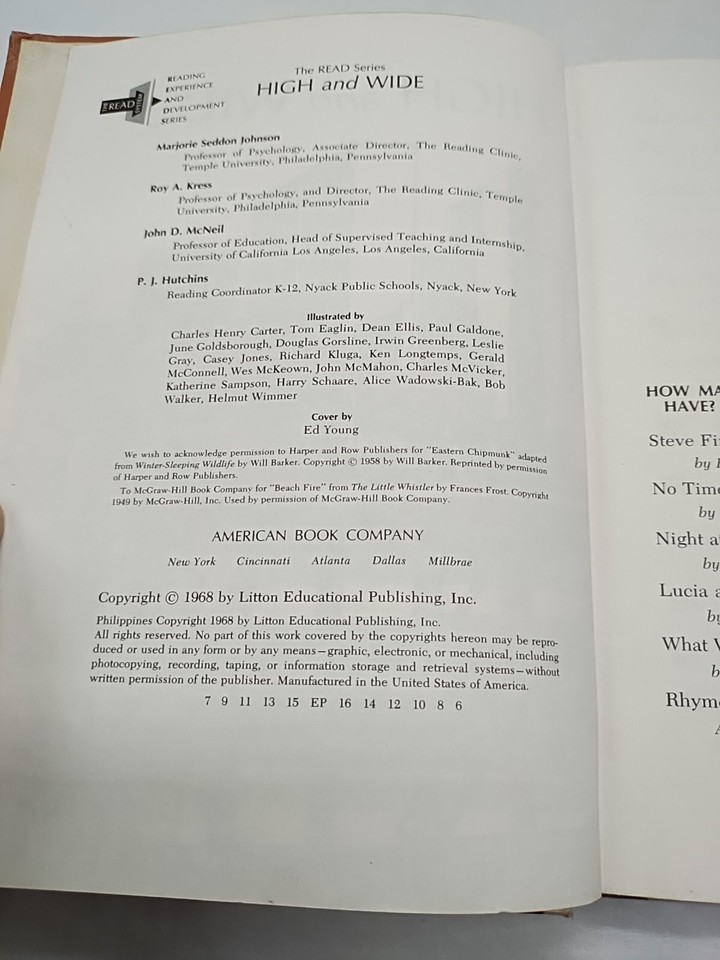 THE READ SYSTEM
READING
EXPERIENCE
AND
DEVELOPMENT
SERIES
The READ Series
HIGH and WIDE
Marjorie Seddon Johnson
Professor of Psychology, Associate Director, The Reading Clinic,
Temple University, Philadelphia, Pennsylvania
Roy A. Kress
Professor of Psychology, and Director, The Reading Clinic, Temple
University, Philadelphia, Pennsylvania
John D. McNeil
Professor of Education, Head of Supervised Teaching and Internship,
University of California Los Angeles, Los Angeles, California
P. J. Hutchins
Reading Coordinator K-12, Nyack Public Schools, Nyack, New York
Illustrated by
Charles Henry Carter, Tom Eaglin, Dean Ellis, Paul Galdone,
June Goldsborough, Douglas Gorsline, Irwin Greenberg, Leslie
Gray, Casey Jones, Richard Kluga, Ken Longtemps, Gerald
McConnell, Wes McKeown, John McMahon, Charles McVicker,
Katherine Sampson, Harry Schaare, Alice Wadowski-Bak, Bob
Walker, Helmut Wimmer
Cover by
Ed Young
We wish to acknowledge permission to Harper and Row Publishers for "Eastern Chipmunk" adapted
from Winter-Sleeping Wildlife by Will Barker. Copyright © 1958 by Will Barker. Reprinted by permission
of Harper and Row Publishers.
To McGraw-Hill Book Company for "Beach Fire" from The Little Whistler by Frances Frost. Copyright
1949 by McGraw-Hill, Inc. Used by permission of McGraw-Hill Book Company.
AMERICAN BOOK COMPANY
New York Cincinnati Atlanta Dallas Millbrae
Copyright © 1968 by Litton Educational Publishing, Inc.
Philippines Copyright 1968 by Litton Educational Publishing, Inc.
All rights reserved. No part of this work covered by the copyrights hereon may be repro-
duced or used in any form or by any means—graphic, electronic, or mechanical, including
photocopying, recording, taping, or information storage and retrieval systems—without
written permission of the publisher. Manufactured in the United States of America.
7 9 11 13 15 EP 16 14 12 10 8 6
HOW MA
HAVE?
Steve Fi
by
No Time
by
Night a
by
Lucia a
by
What W
b
Rhyme